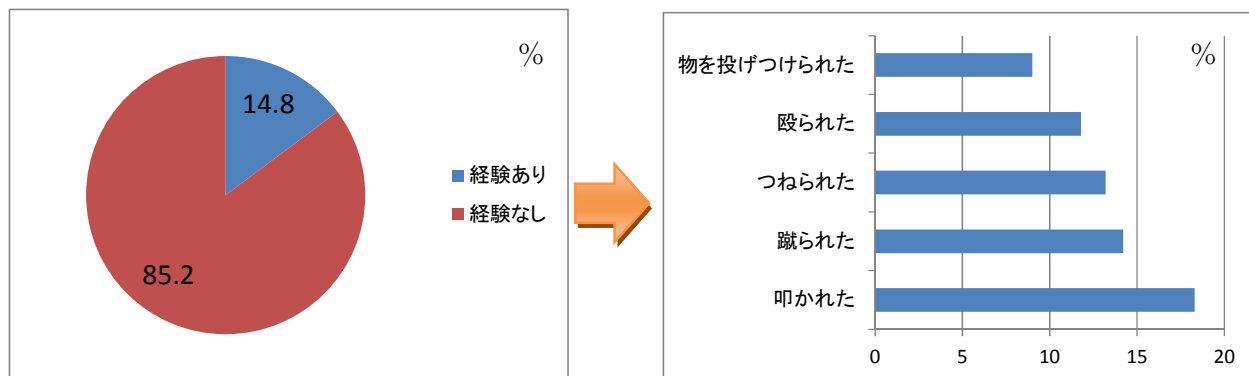 %
14.8
85.2
経験あり
経験なし
%
物を投げつけられた
殴られた
つねられた
蹴られた
叩かれた
0 5 10 15 20